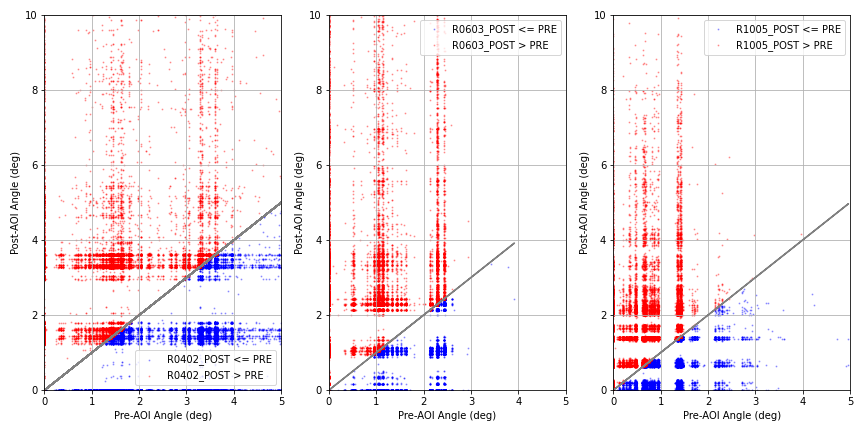 10
8
6
4
2
0
Post-AOI Angle (deg)
0 1 2 3 4 5
Pre-AOI Angle (deg)
R0402_POST <= PRE
R0402_POST > PRE
10
8
6
4
2
0
Post-AOI Angle (deg)
0 1 2 3 4 5
Pre-AOI Angle (deg)
R0603_POST <= PRE
R0603_POST > PRE
10
8
6
4
2
0
Post-AOI Angle (deg)
0 1 2 3 4 5
Pre-AOI Angle (deg)
R1005_POST <= PRE
R1005_POST > PRE